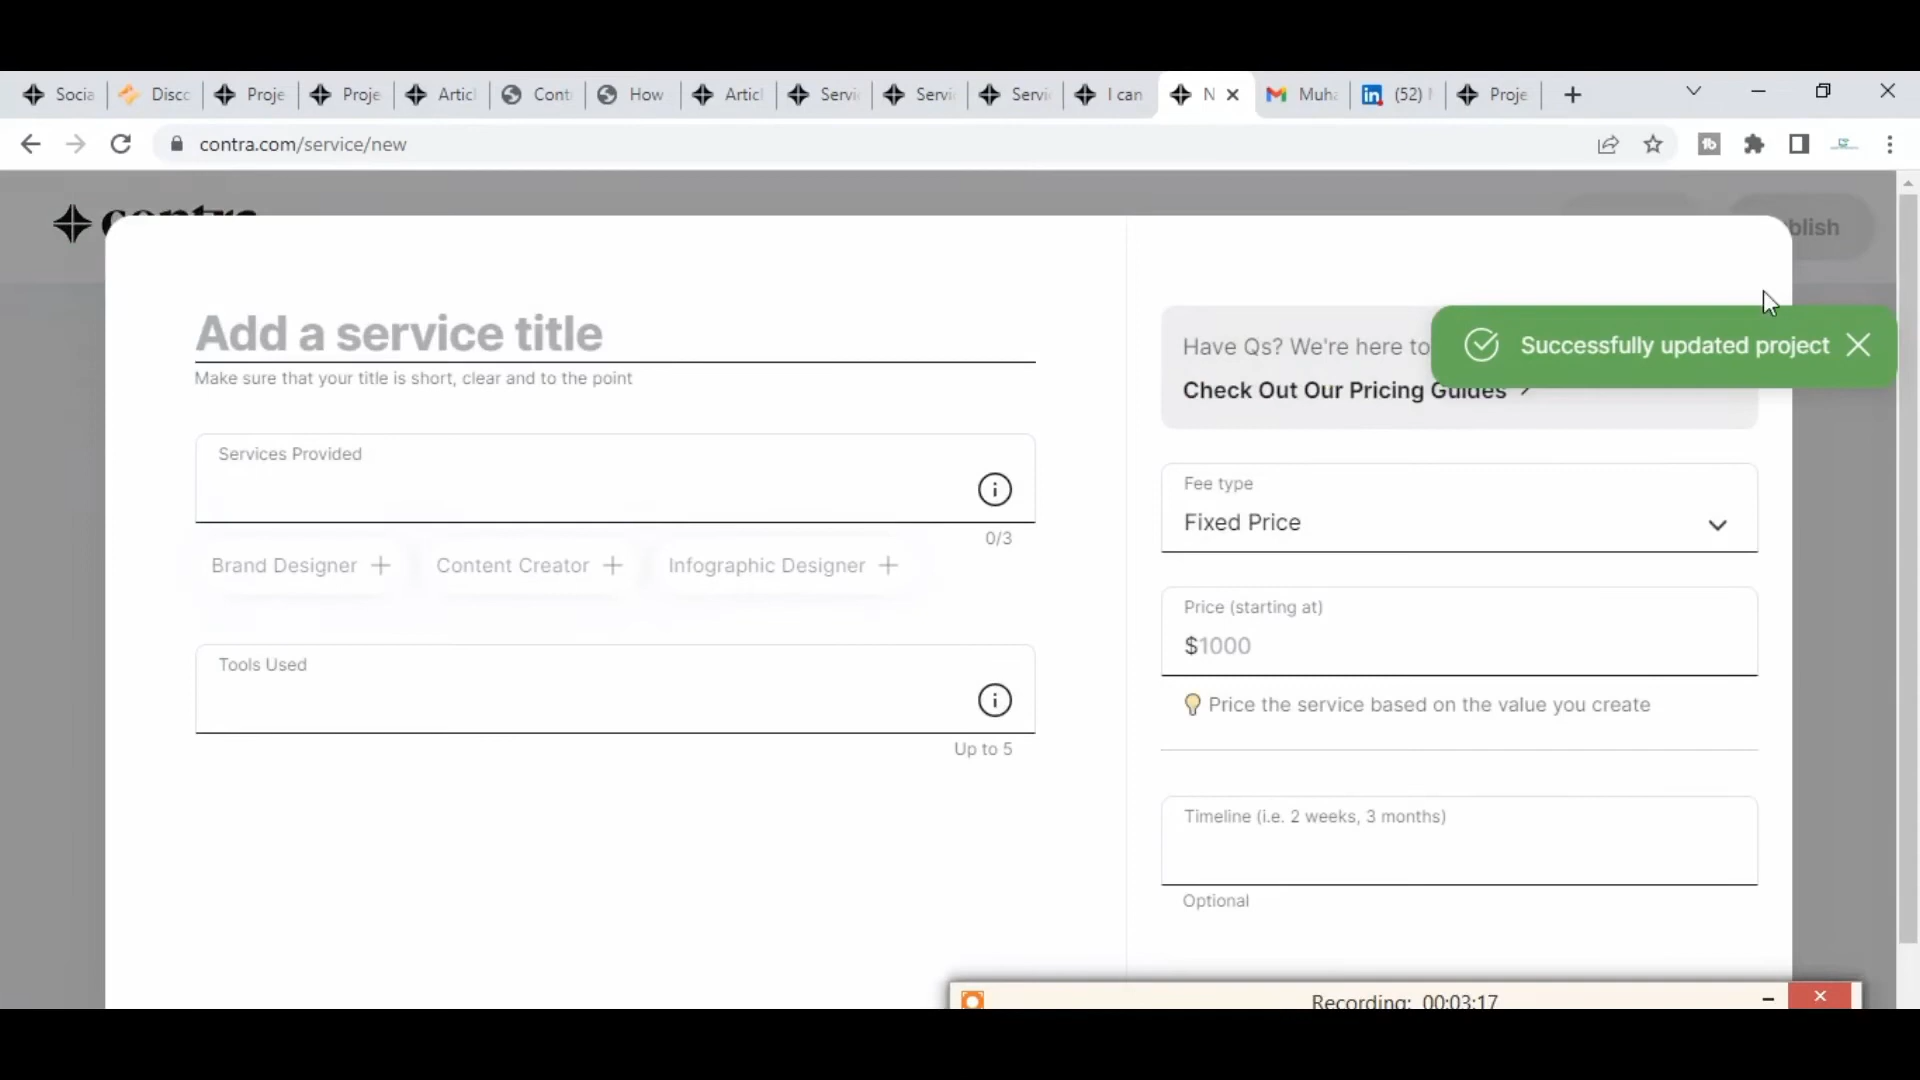 Socia
Disc
Proje
Proje
Artic
Cont
How
Artic
Servi
Servi
Servi
I can
N
Muha
(52)
Proje
contra.com/service/new
contra
blish
Add a service title
Make sure that your title is short, clear and to the point
Services Provided
0/3
Brand Designer
Content Creator
Infographic Designer
Tools Used
Up to 5
Have Qs? We're here to
Successfully updated project
Check Out Our Pricing Guides
Fee type
Fixed Price
Price (starting at)
$1000
Price the service based on the value you create
Timeline (i.e. 2 weeks, 3 months)
Optional
Recording: 00:03:17